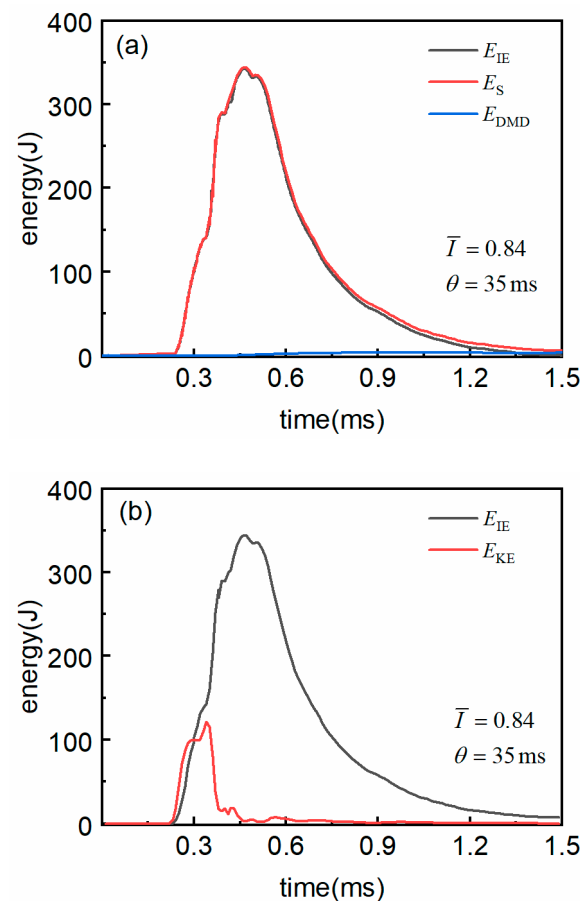 (a)
E_IE
E_S
E_DMD
energy(J)
400
300
200
100
0
Ī = 0.84
θ = 35 ms
0.3 0.6 0.9 1.2 1.5
time(ms)
(b)
E_IE
E_KE
energy(J)
400
300
200
100
0
Ī = 0.84
θ = 35 ms
0.3 0.6 0.9 1.2 1.5
time(ms)